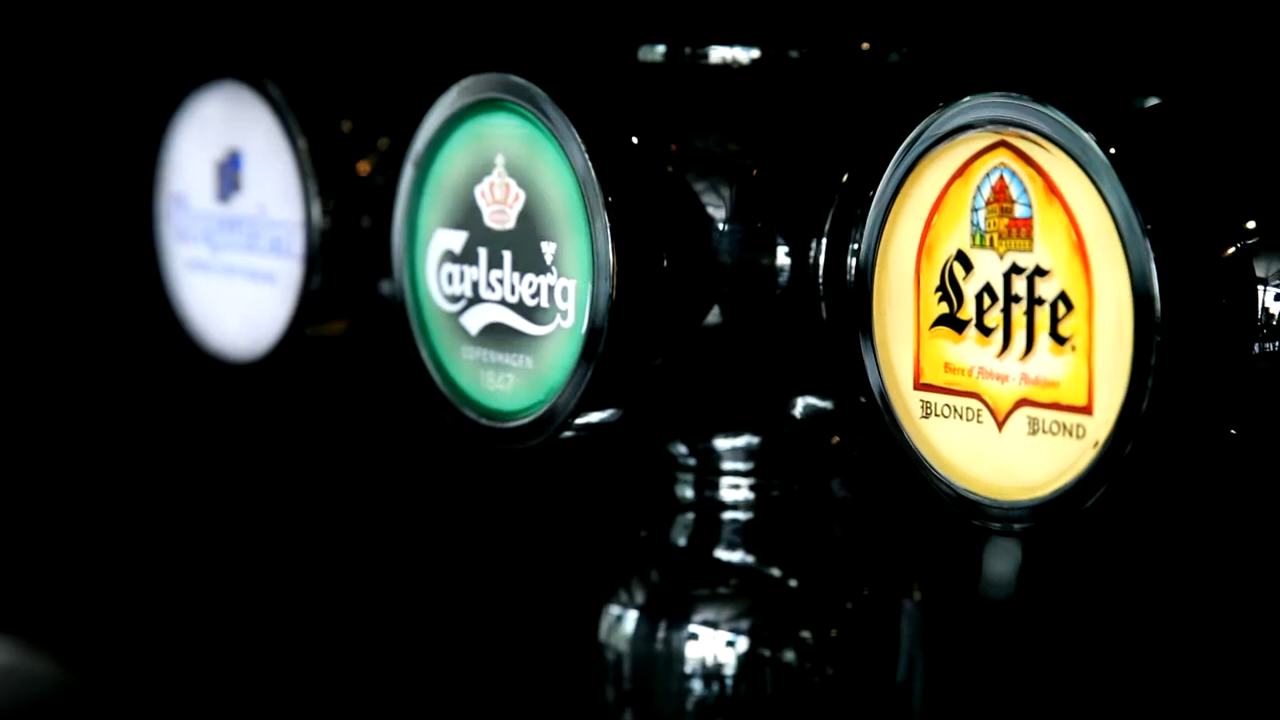 Carlsberg
COPENHAGEN
1847
Leffe
Bière d'Abbaye - Abdijbier
BLONDE BLOND